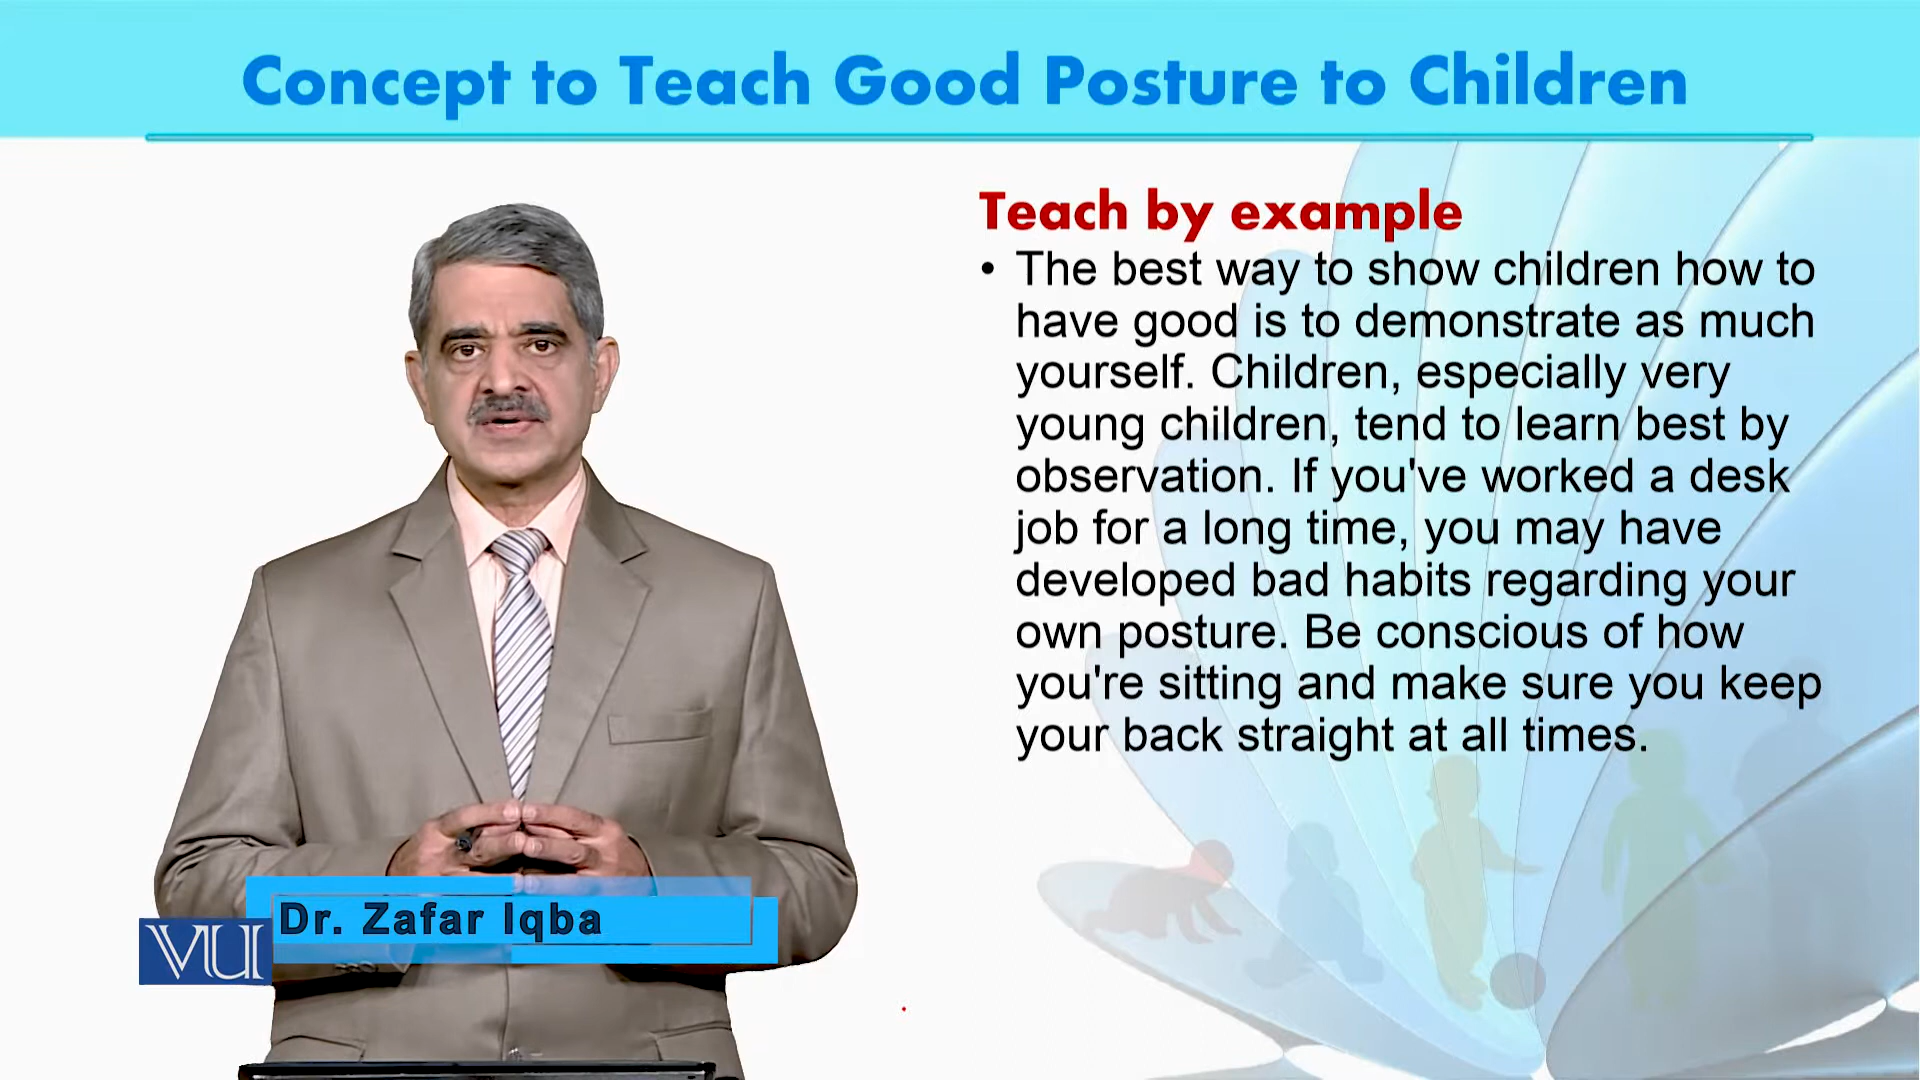 Concept to Teach Good Posture to Children
Teach by example
• The best way to show children how to
have good is to demonstrate as much
yourself. Children, especially very
young children, tend to learn best by
observation. If you've worked a desk
job for a long time, you may have
developed bad habits regarding your
own posture. Be conscious of how
you're sitting and make sure you keep
your back straight at all times.
Dr. Zafar Iqba
VU